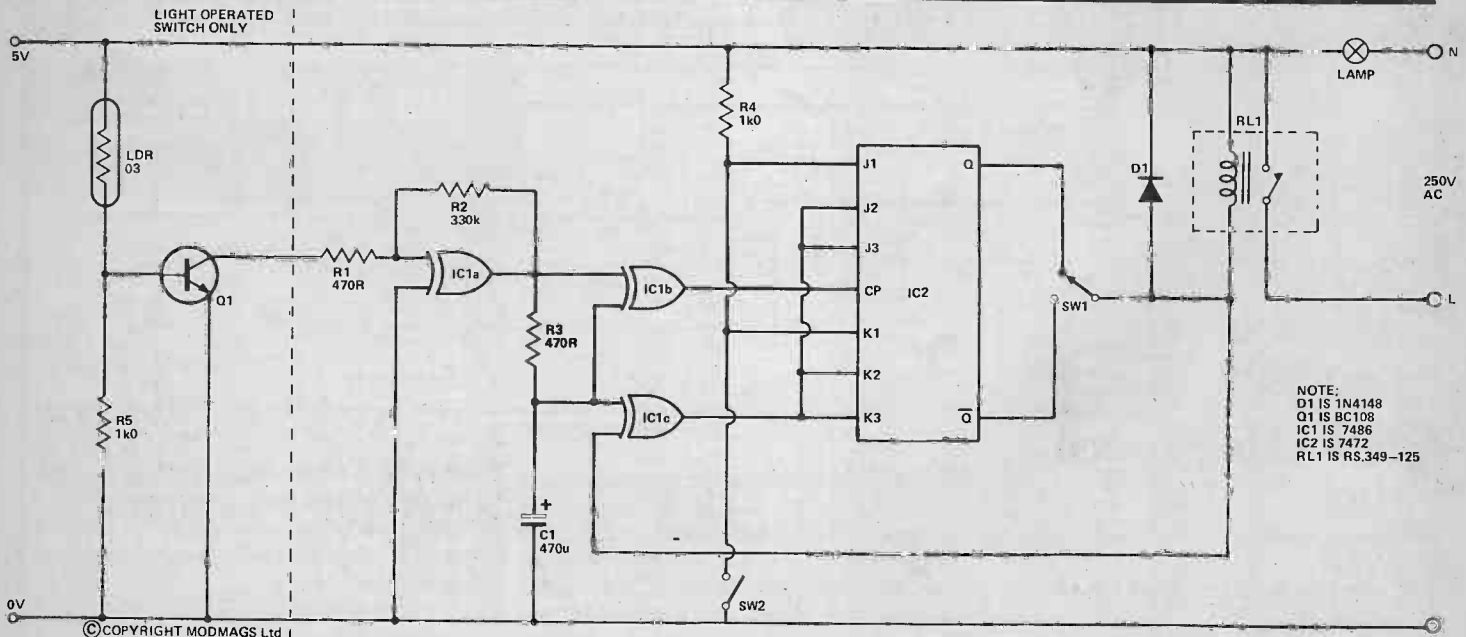 LIGHT OPERATED
SWITCH ONLY
5V
N
LAMP
R4
1k0
RL1
LDR
03
J1
Q
D1
250V
AC
R2
330k
J2
J3
R1
470R
IC1a
IC1b
CP
IC2
Q1
SW1
L
R3
470R
K1
K2
IC1c
K3
Q̅
R5
1k0
NOTE;
D1 IS 1N4148
Q1 IS BC108
IC1 IS 7486
IC2 IS 7472
RL1 IS RS.349-125
+
C1
470u
SW2
0V
©COPYRIGHT MODMAGS Ltd